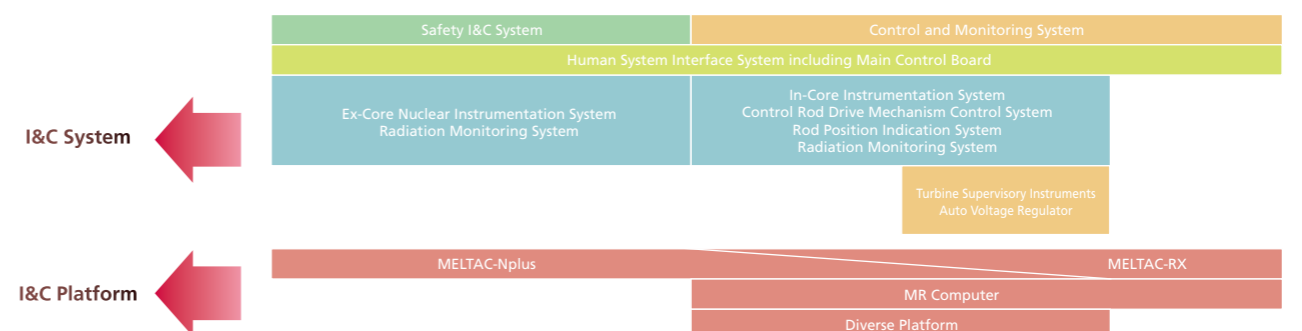 Safety I&C System
Control and Monitoring System
Human System Interface System including Main Control Board
I&C System
Ex-Core Nuclear Instrumentation System
Radiation Monitoring System
In-Core Instrumentation System
Control Rod Drive Mechanism Control System
Rod Position Indication System
Radiation Monitoring System
Turbine Supervisory Instruments
Auto Voltage Regulator
I&C Platform
MELTAC-Nplus
MELTAC-RX
MR Computer
Diverse Platform